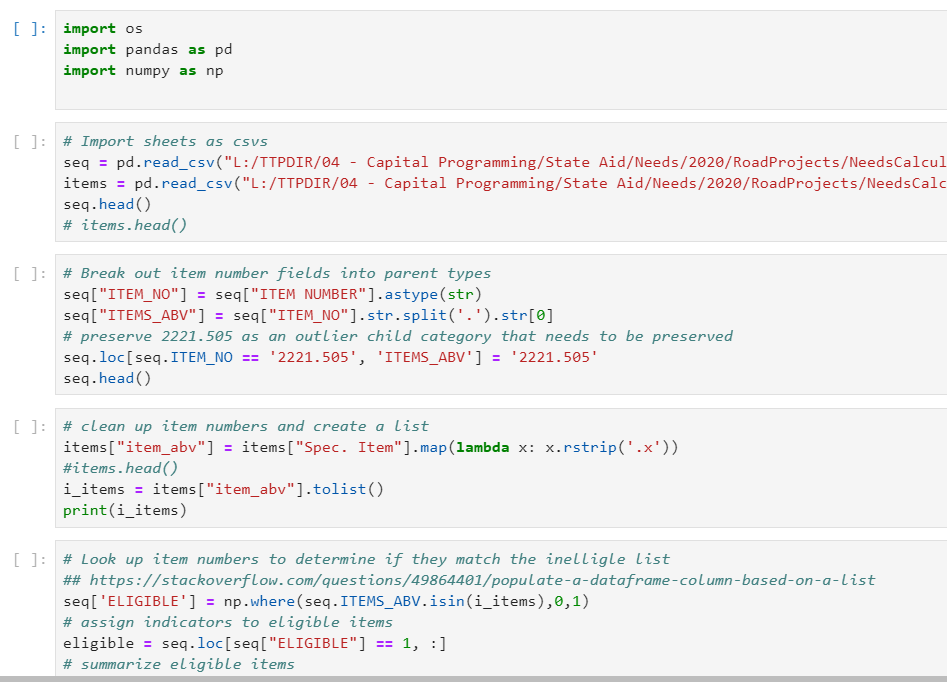 [ ]: import os
import pandas as pd
import numpy as np
[ ]: # Import sheets as csvs
seq = pd.read_csv("L:/TTPDIR/04 - Capital Programming/State Aid/Needs/2020/RoadProjects/NeedsCalcul
items = pd.read_csv("L:/TTPDIR/04 - Capital Programming/State Aid/Needs/2020/RoadProjects/NeedsCalc
seq.head()
# items.head()
[ ]: # Break out item number fields into parent types
seq["ITEM_NO"] = seq["ITEM NUMBER"].astype(str)
seq["ITEMS_ABV"] = seq["ITEM_NO"].str.split('.').str[0]
# preserve 2221.505 as an outlier child category that needs to be preserved
seq.loc[seq.ITEM_NO == '2221.505', 'ITEMS_ABV'] = '2221.505'
seq.head()
[ ]: # clean up item numbers and create a list
items["item_abv"] = items["Spec. Item"].map(lambda x: x.rstrip('.x'))
#items.head()
i_items = items["item_abv"].tolist()
print(i_items)
[ ]: # Look up item numbers to determine if they match the inelligle list
## https://stackoverflow.com/questions/49864401/populate-a-dataframe-column-based-on-a-list
seq['ELIGIBLE'] = np.where(seq.ITEMS_ABV.isin(i_items),0,1)
# assign indicators to eligible items
eligible = seq.loc[seq["ELIGIBLE"] == 1, :]
# summarize eligible items